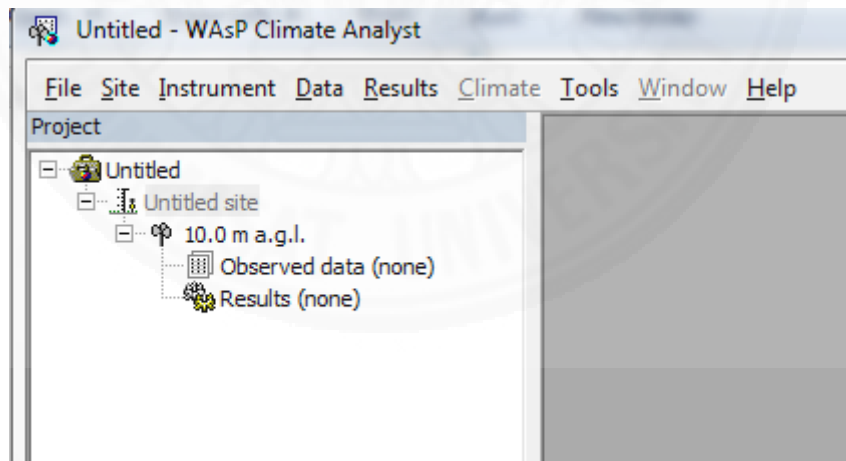 Untitled - WAsP Climate Analyst
File Site Instrument Data Results Climate Tools Window Help
Project
Untitled
Untitled site
10.0 m a.g.l.
Observed data (none)
Results (none)